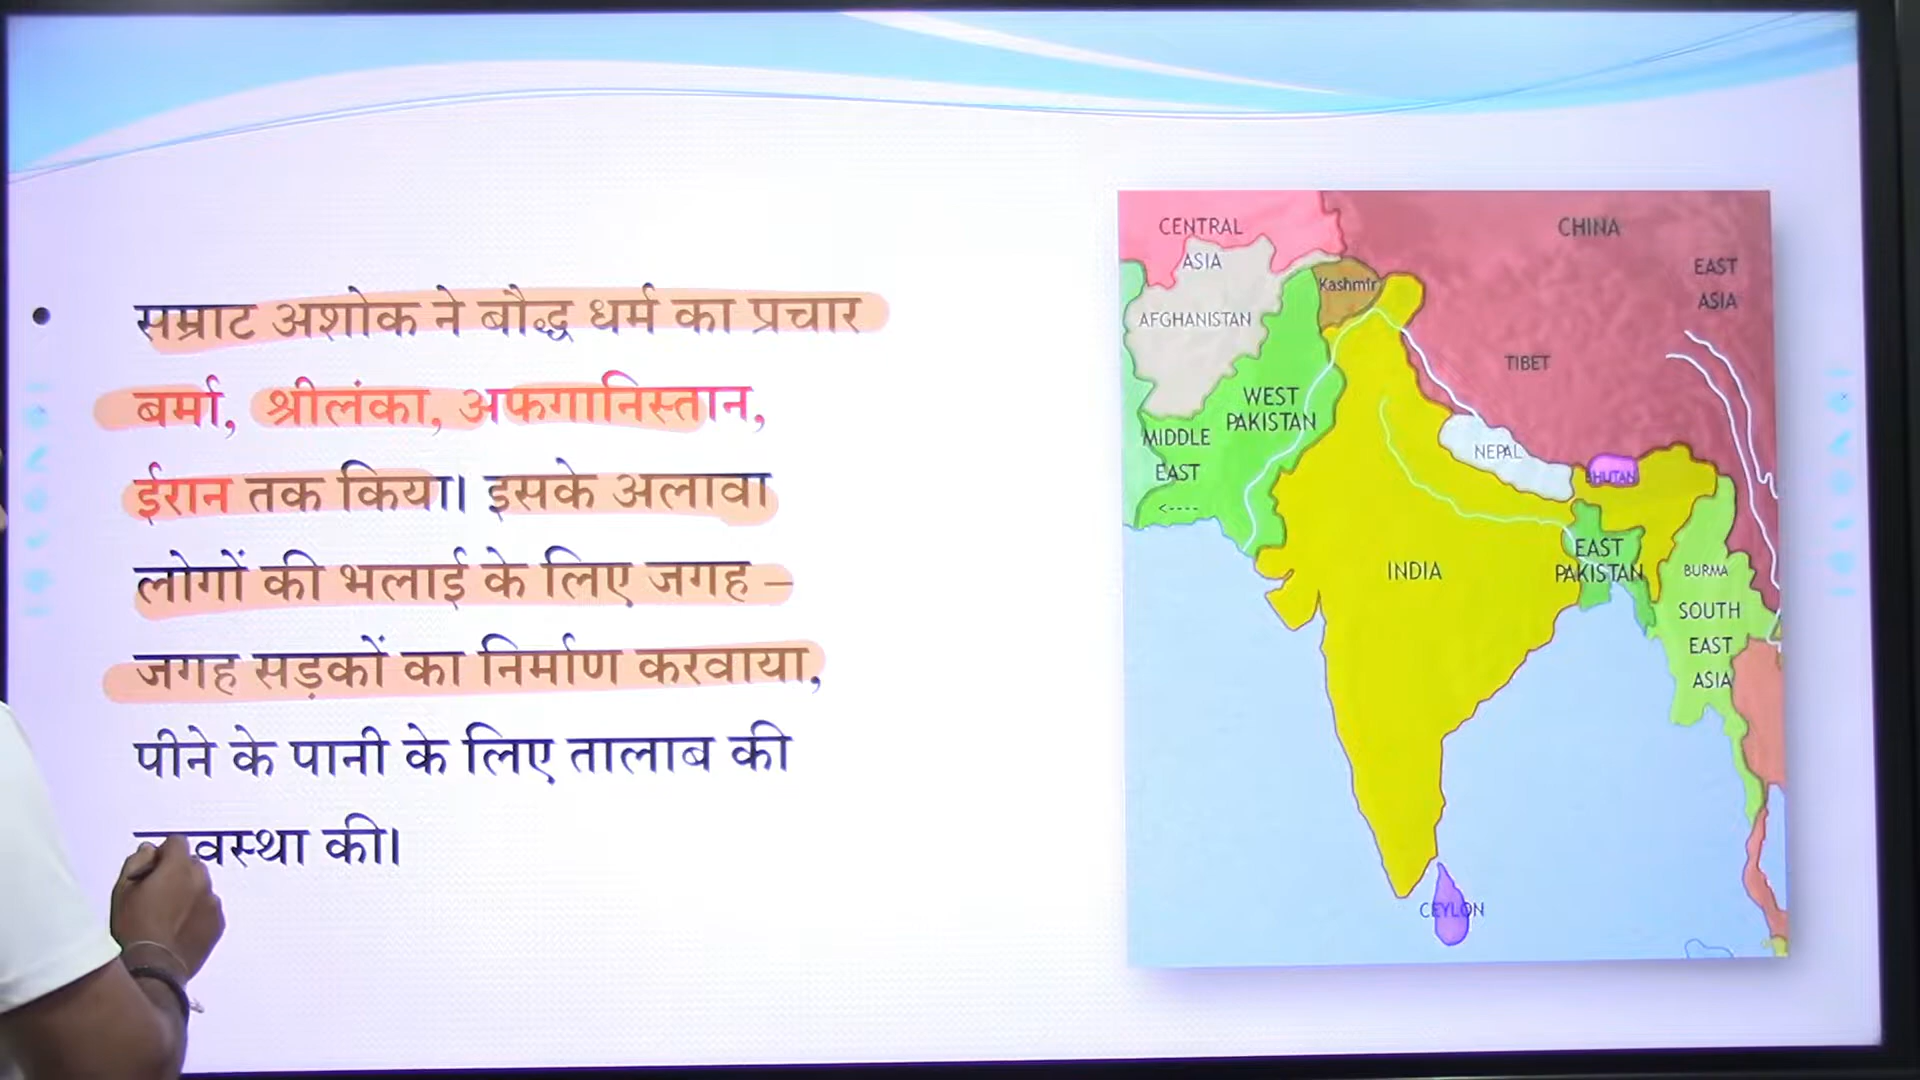 सम्राट अशोक ने बौद्ध धर्म का प्रचार
बर्मा, श्रीलंका, अफगानिस्तान,
ईरान तक किया। इसके अलावा
लोगों की भलाई के लिए जगह –
जगह सड़कों का निर्माण करवाया,
पीने के पानी के लिए तालाब की
की।
CENTRAL
ASIA
CHINA
EAST
ASIA
Kashmir
AFGHANISTAN
TIBET
WEST
PAKISTAN
MIDDLE
EAST
<----
NEPAL
BHUTAN
INDIA
EAST
PAKISTAN
BURMA
SOUTH
EAST
ASIA
CEYLON